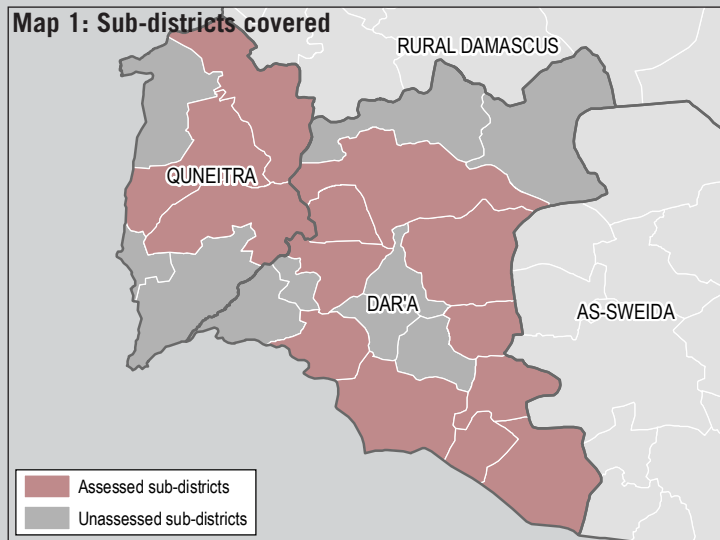 Map 1: Sub-districts covered
RURAL DAMASCUS
QUNEITRA
DAR'A
AS-SWEIDA
Assessed sub-districts
Unassessed sub-districts